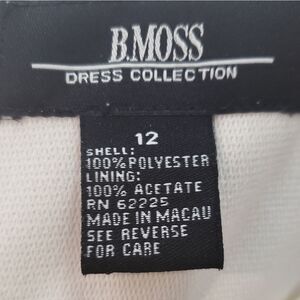 B.MOSS
DRESS COLLECTION
12
SHELL:
100% POLYESTER
LINING:
100% ACETATE
RN 62225
MADE IN MACAU
SEE REVERSE
FOR CARE